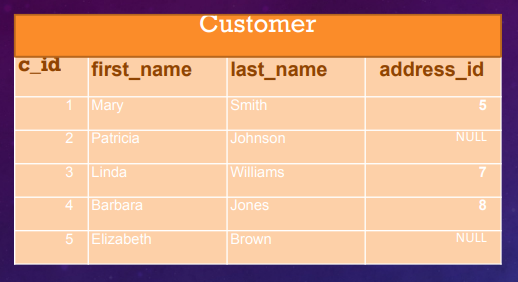 Customer
c_id first_name last_name address_id
1 Mary Smith 5
2 Patricia Johnson NULL
3 Linda Williams 7
4 Barbara Jones 8
5 Elizabeth Brown NULL